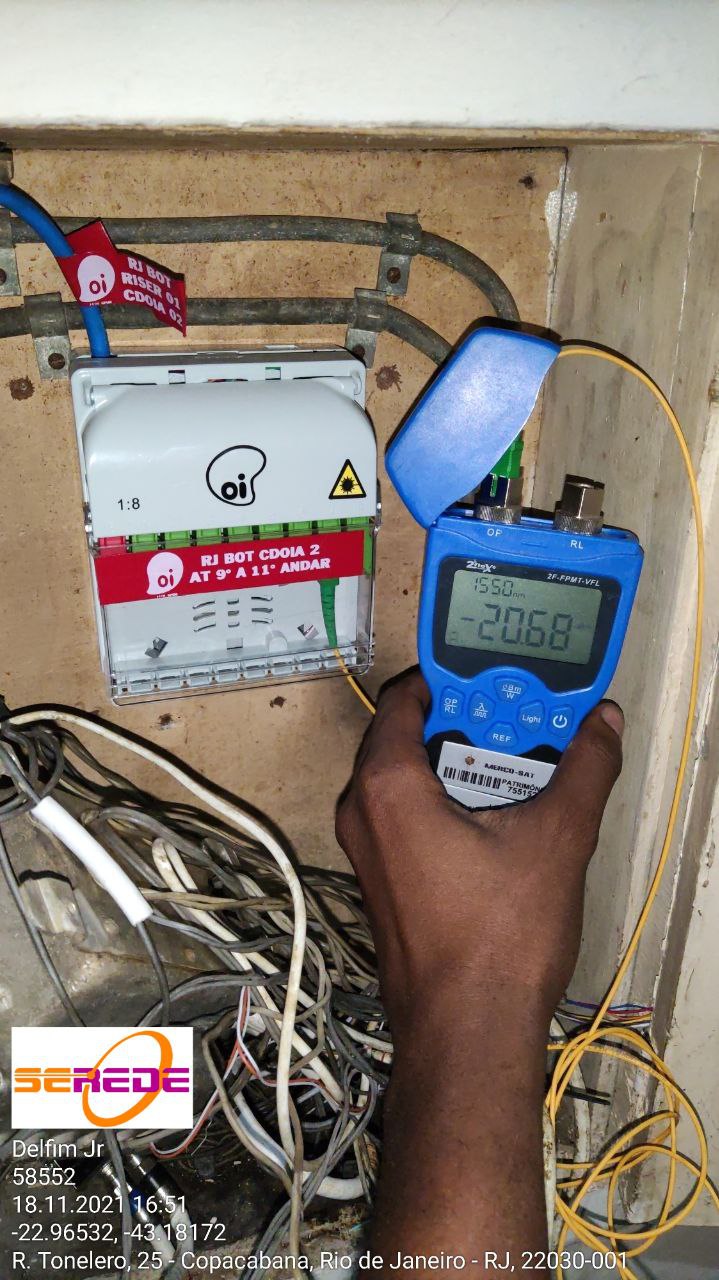 oi
RJ BOT
RISER 01
CDOIA 02
oi
1:8
oi
RJ BOT CDOIA 2
AT 9° A 11° ANDAR
OP
RL
2F-FPMT-VFL
1550nm
-20.68
OP
RL
λ
dBm
W
Light
REF
MERCO-SAT
PATRIMÔN
SEREDE
Delfim Jr
58552
18.11.2021 16:51
-22.96532, -43.18172
R. Tonelero, 25 - Copacabana, Rio de Janeiro - RJ, 22030-001